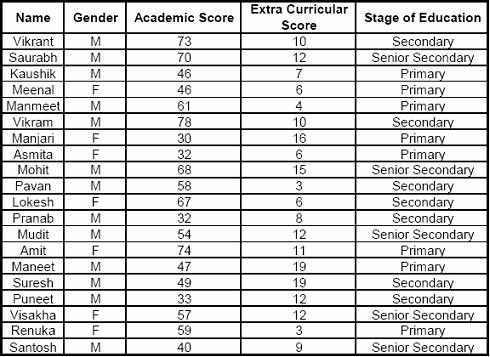 Name Gender Academic Score Extra Curricular Score Stage of Education
Vikrant M 73 10 Secondary
Saurabh M 70 12 Senior Secondary
Kaushik M 46 7 Primary
Meenal F 46 6 Primary
Manmeet M 61 4 Primary
Vikram M 78 10 Secondary
Manjari F 30 16 Primary
Asmita F 32 6 Primary
Mohit M 68 15 Senior Secondary
Pavan M 58 3 Secondary
Lokesh F 67 6 Secondary
Pranab M 32 8 Secondary
Mudit M 54 12 Senior Secondary
Amit F 74 11 Primary
Maneet M 47 19 Primary
Suresh M 49 19 Secondary
Puneet M 33 12 Secondary
Visakha F 57 12 Senior Secondary
Renuka F 59 3 Primary
Santosh M 40 9 Senior Secondary